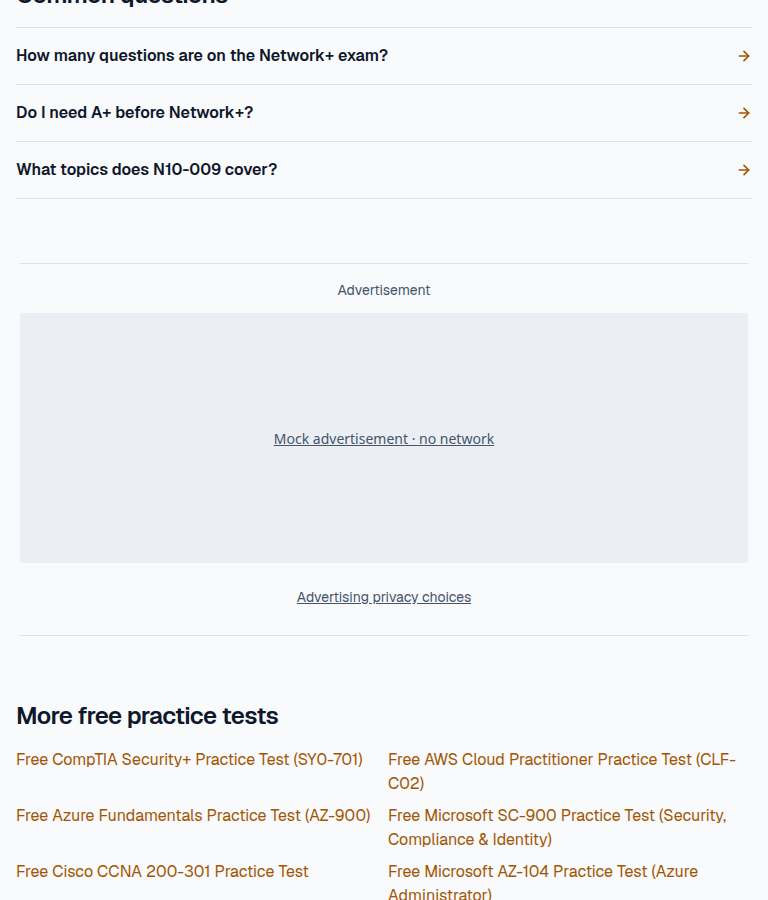 Common questions
How many questions are on the Network+ exam?
Do I need A+ before Network+?
What topics does N10-009 cover?
Advertisement
Mock advertisement · no network
Advertising privacy choices
More free practice tests
Free CompTIA Security+ Practice Test (SY0-701)
Free AWS Cloud Practitioner Practice Test (CLF-
C02)
Free Azure Fundamentals Practice Test (AZ-900)
Free Microsoft SC-900 Practice Test (Security,
Compliance & Identity)
Free Cisco CCNA 200-301 Practice Test
Free Microsoft AZ-104 Practice Test (Azure
Administrator)